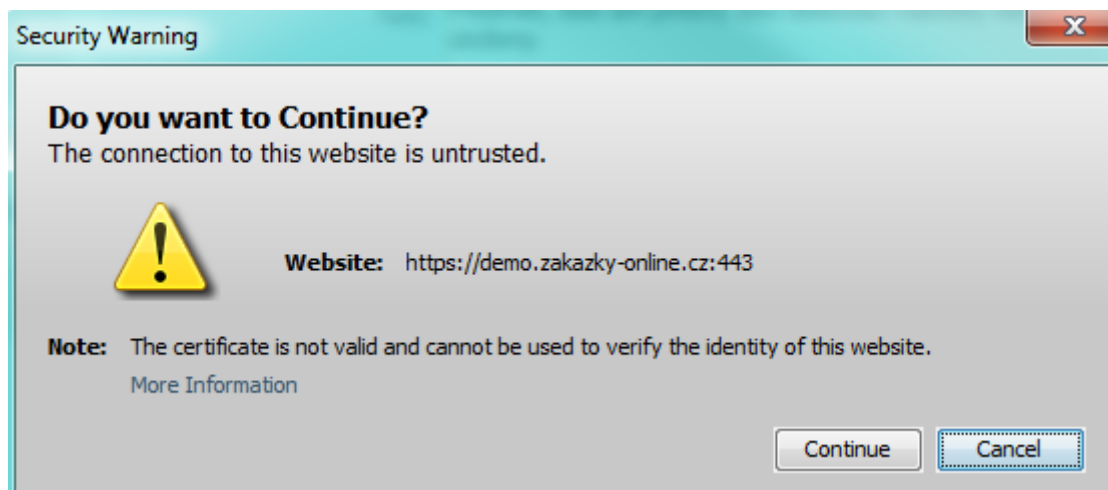 Security Warning
Do you want to Continue?
The connection to this website is untrusted.
Website: https://demo.zakazky-online.cz:443
Note: The certificate is not valid and cannot be used to verify the identity of this website.
More Information
Continue Cancel